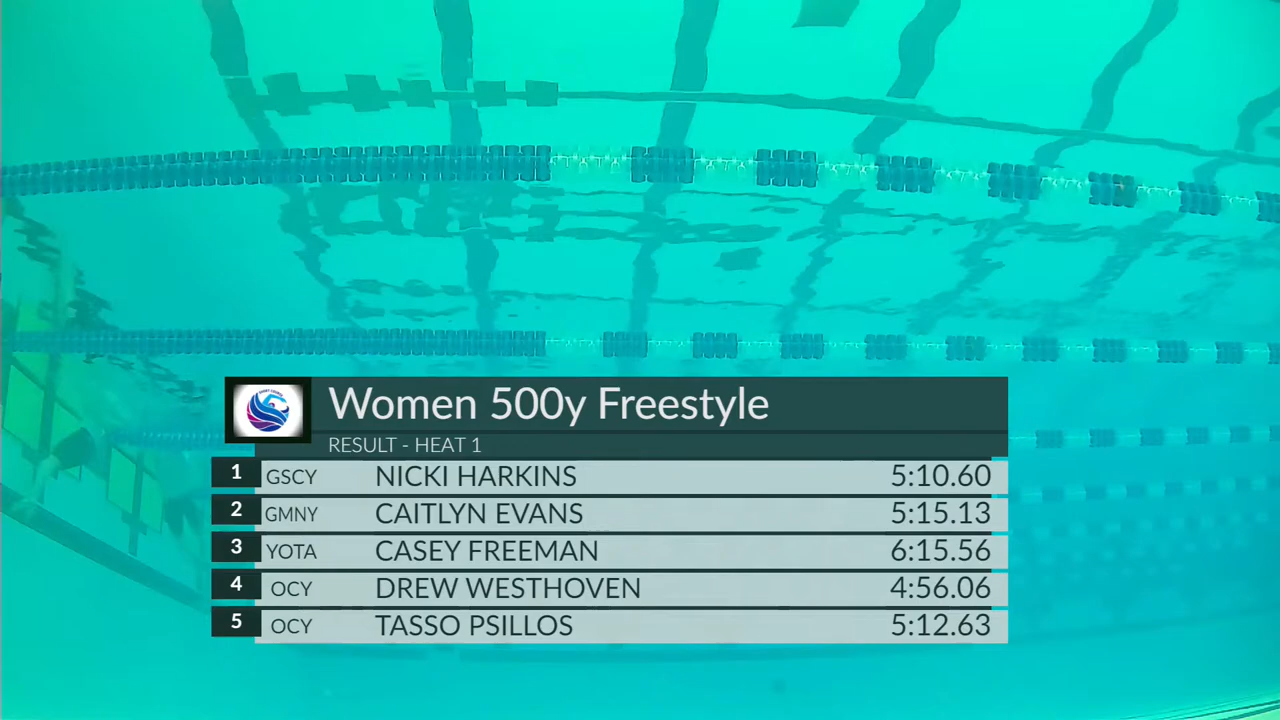 Women 500y Freestyle
RESULT - HEAT 1
1 GSCY NICKI HARKINS 5:10.60
2 GMNY CAITLYN EVANS 5:15.13
3 YOTA CASEY FREEMAN 6:15.56
4 OCY DREW WESTHOVEN 4:56.06
5 OCY TASSO PSILLOS 5:12.63